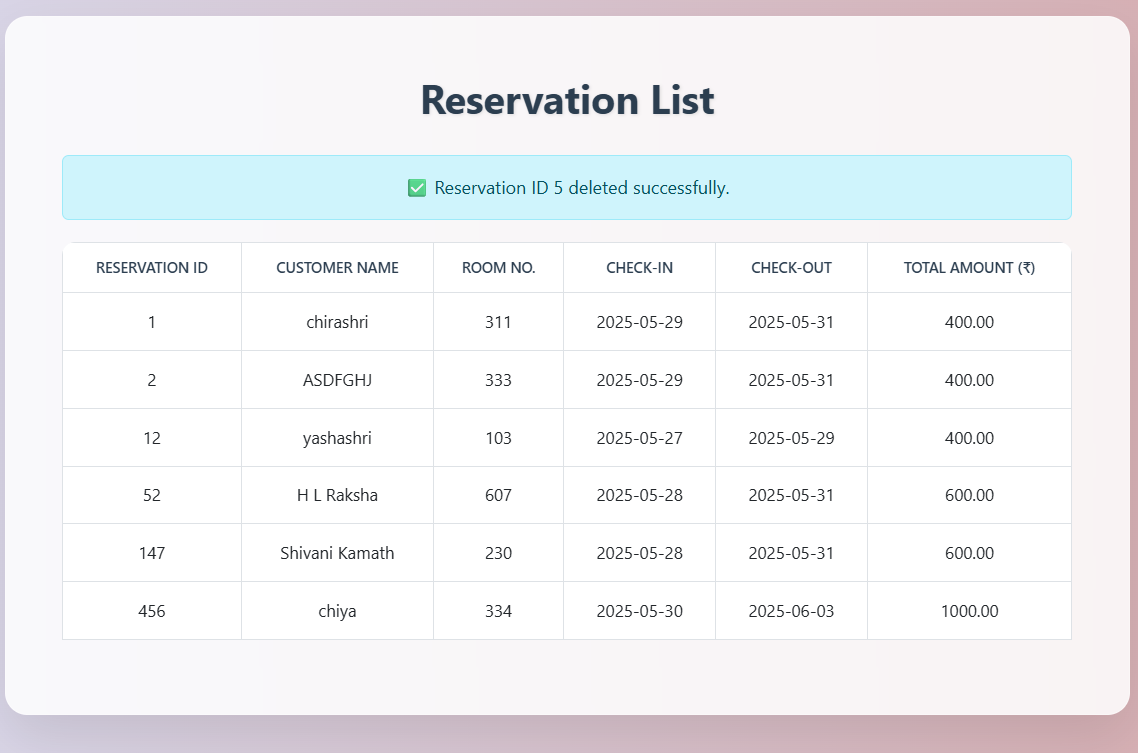 Reservation List
✅ Reservation ID 5 deleted successfully.
RESERVATION ID CUSTOMER NAME ROOM NO. CHECK-IN CHECK-OUT TOTAL AMOUNT (₹)
1 chirashri 311 2025-05-29 2025-05-31 400.00
2 ASDFGHJ 333 2025-05-29 2025-05-31 400.00
12 yashashri 103 2025-05-27 2025-05-29 400.00
52 H L Raksha 607 2025-05-28 2025-05-31 600.00
147 Shivani Kamath 230 2025-05-28 2025-05-31 600.00
456 chiya 334 2025-05-30 2025-06-03 1000.00